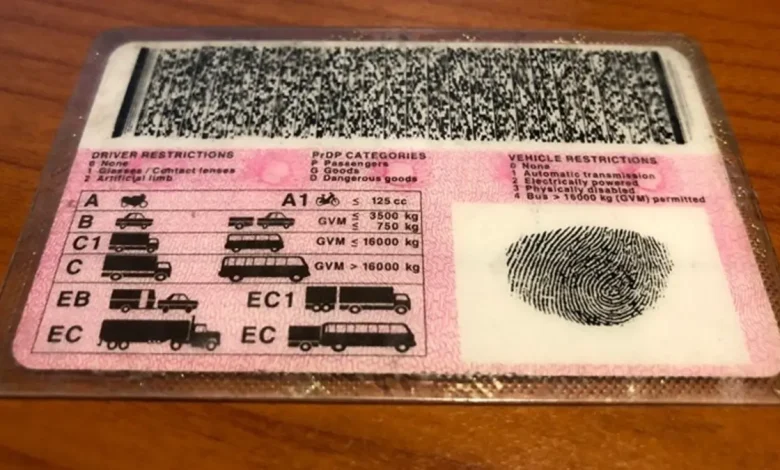 DRIVER RESTRICTIONS
0 None
1 Glasses / Contact lenses
2 Artificial limb
PrDP CATEGORIES
P Passengers
G Goods
D Dangerous goods
VEHICLE RESTRICTIONS
0 None
1 Automatic transmission
2 Electrically powered
3 Physically disabled
4 Bus > 16000 kg (GVM) permitted
A A1 ≤ 125 cc
B GVM ≤ 3500 kg
≤ 750 kg
C1 GVM ≤ 16000 kg
C GVM > 16000 kg
EB EC1
EC EC